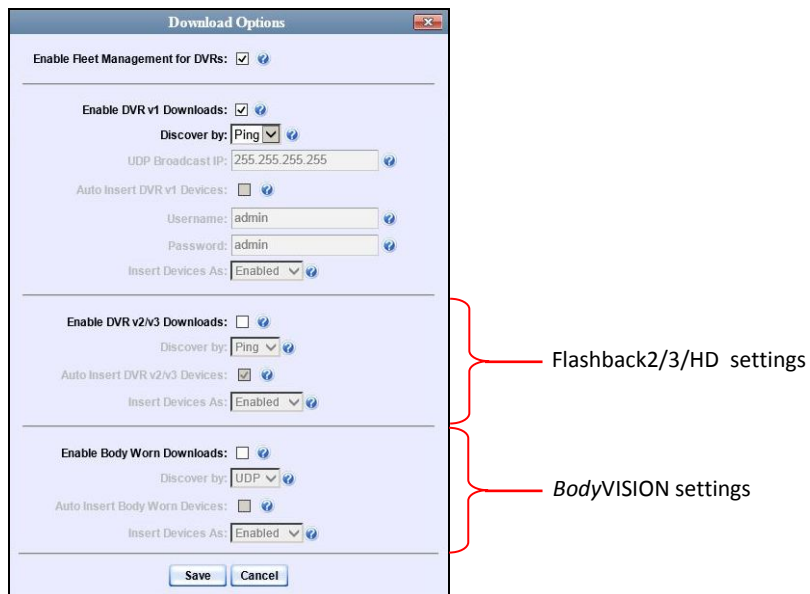 Download Options
Enable Fleet Management for DVRs:
Enable DVR v1 Downloads:
Discover by: Ping
UDP Broadcast IP: 255.255.255.255
Auto Insert DVR v1 Devices:
Username: admin
Password: admin
Insert Devices As: Enabled
Enable DVR v2/v3 Downloads:
Discover by: Ping
Auto Insert DVR v2/v3 Devices:
Insert Devices As: Enabled
Flashback2/3/HD settings
Enable Body Worn Downloads:
Discover by: UDP
Auto Insert Body Worn Devices:
Insert Devices As: Enabled
BodyVISION settings
Save Cancel